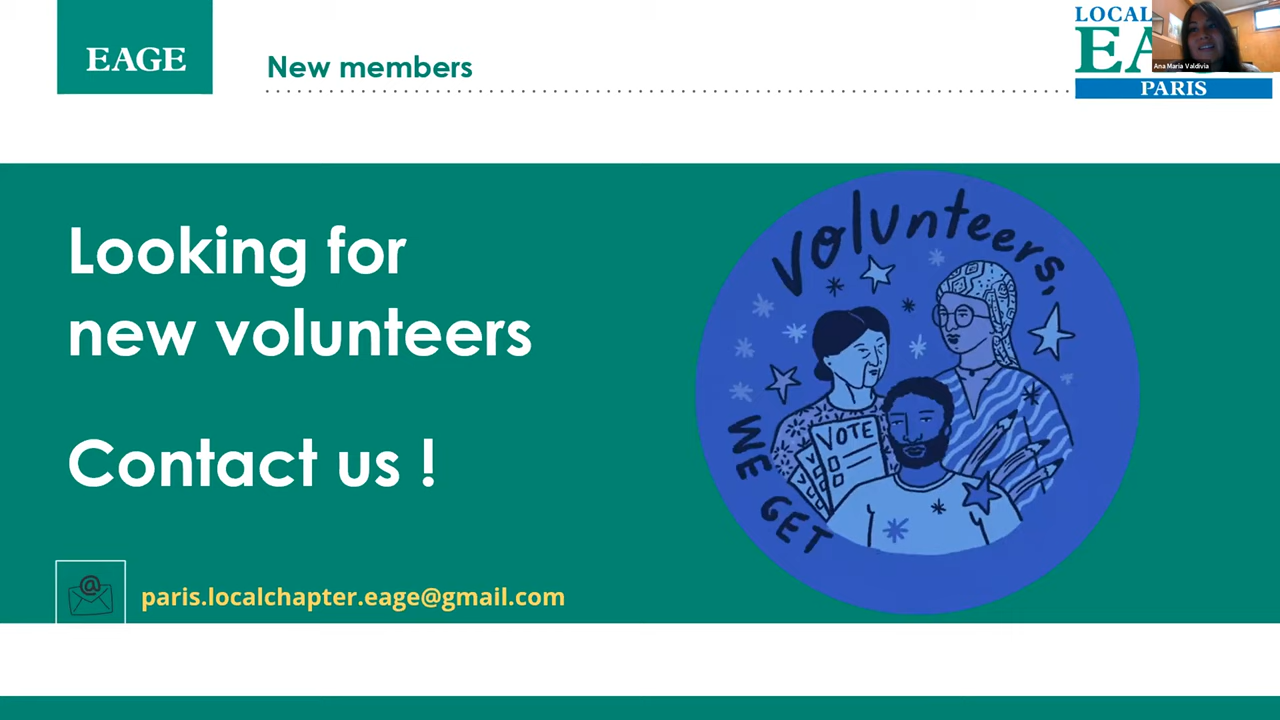 EAGE
New members
LOCAL
EA
PARIS
Ana Maria Valdivia
Looking for
new volunteers
Contact us !
@
paris.localchapter.eage@gmail.com
Volunteers,
WE GET
VOTE